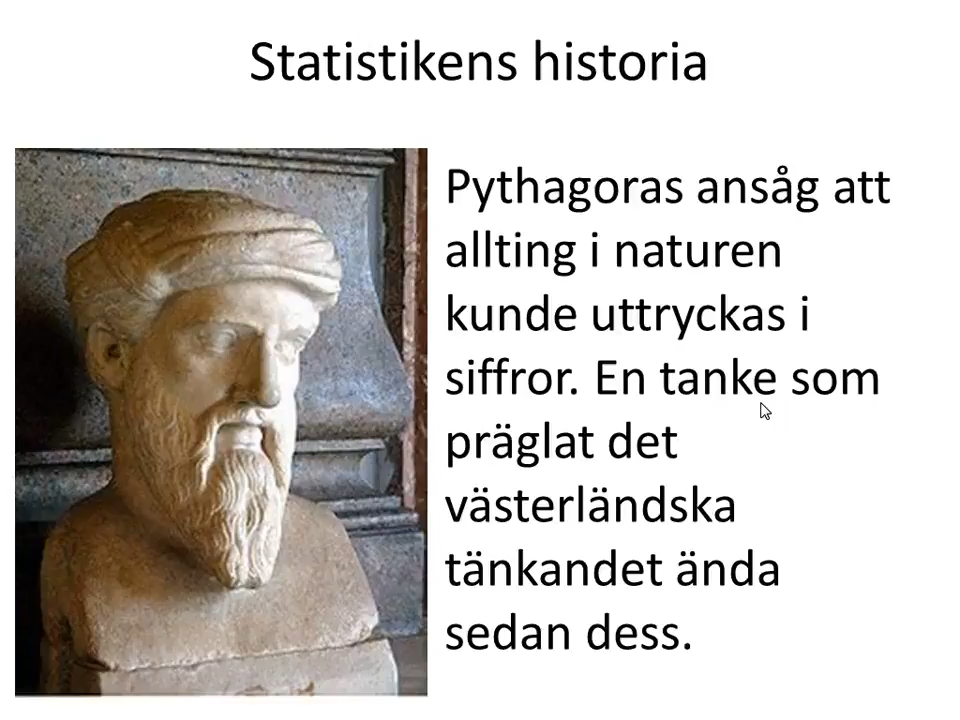 Statistikens historia
Pythagoras ansåg att
allting i naturen
kunde uttryckas i
siffror. En tanke som
präglat det
västerländska
tänkandet ända
sedan dess.